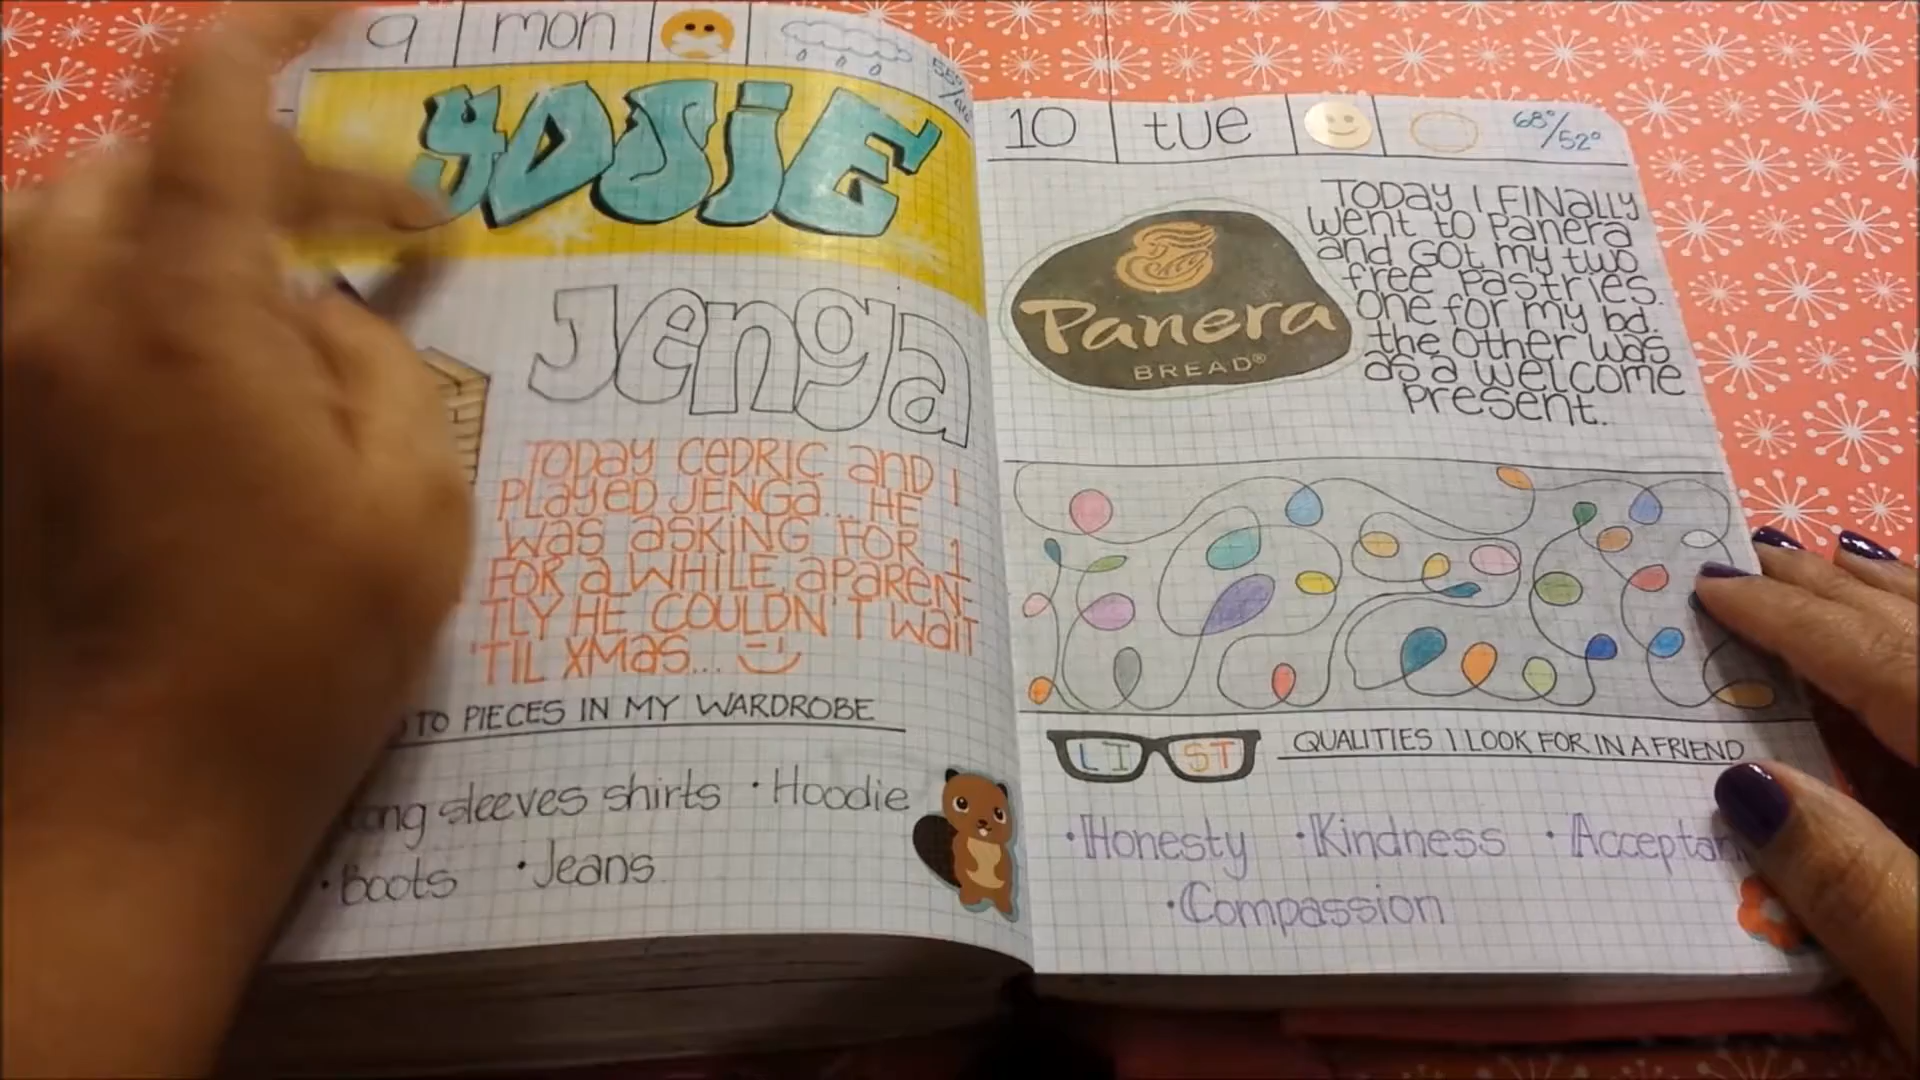 9 mon
YOSIE
Jenga
TODAY CEDRIC AND I
PLAYED JENGA... HE
WAS ASKING FOR 1
FOR A WHILE APAREN-
TLY HE COULDN'T WAIT
'TIL XMAS...
TO PIECES IN MY WARDROBE
Long sleeves shirts · Hoodie
· Boots · Jeans
10 tue 68°/52°
TODAY I FINALLY
WENT TO PANERA
AND GOT MY TWO
FREE PASTRIES.
ONE FOR MY BD.
THE OTHER WAS
AS A WELCOME
PRESENT..
Panera
BREAD®
LIST QUALITIES I LOOK FOR IN A FRIEND
· Honesty · Kindness · Acceptan
· Compassion